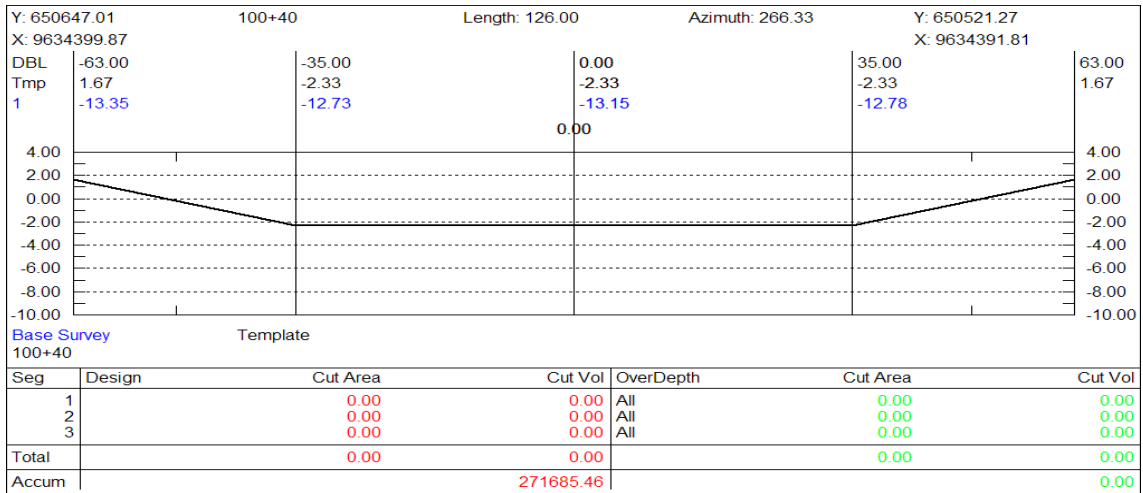 Y: 650647.01 100+40 Length: 126.00 Azimuth: 266.33 Y: 650521.27
X: 9634399.87 X: 9634391.81
DBL -63.00 -35.00 0.00 35.00 63.00
Tmp 1.67 -2.33 -2.33 -2.33 1.67
1 -13.35 -12.73 -13.15 -12.78
0.00
4.00 4.00
2.00 2.00
0.00 0.00
-2.00 -2.00
-4.00 -4.00
-6.00 -6.00
-8.00 -8.00
-10.00 -10.00
Base Survey Template
100+40
Seg Design Cut Area Cut Vol OverDepth Cut Area Cut Vol
1 0.00 0.00 All 0.00 0.00
2 0.00 0.00 All 0.00 0.00
3 0.00 0.00 All 0.00 0.00
Total 0.00 0.00 0.00 0.00
Accum 271685.46 0.00